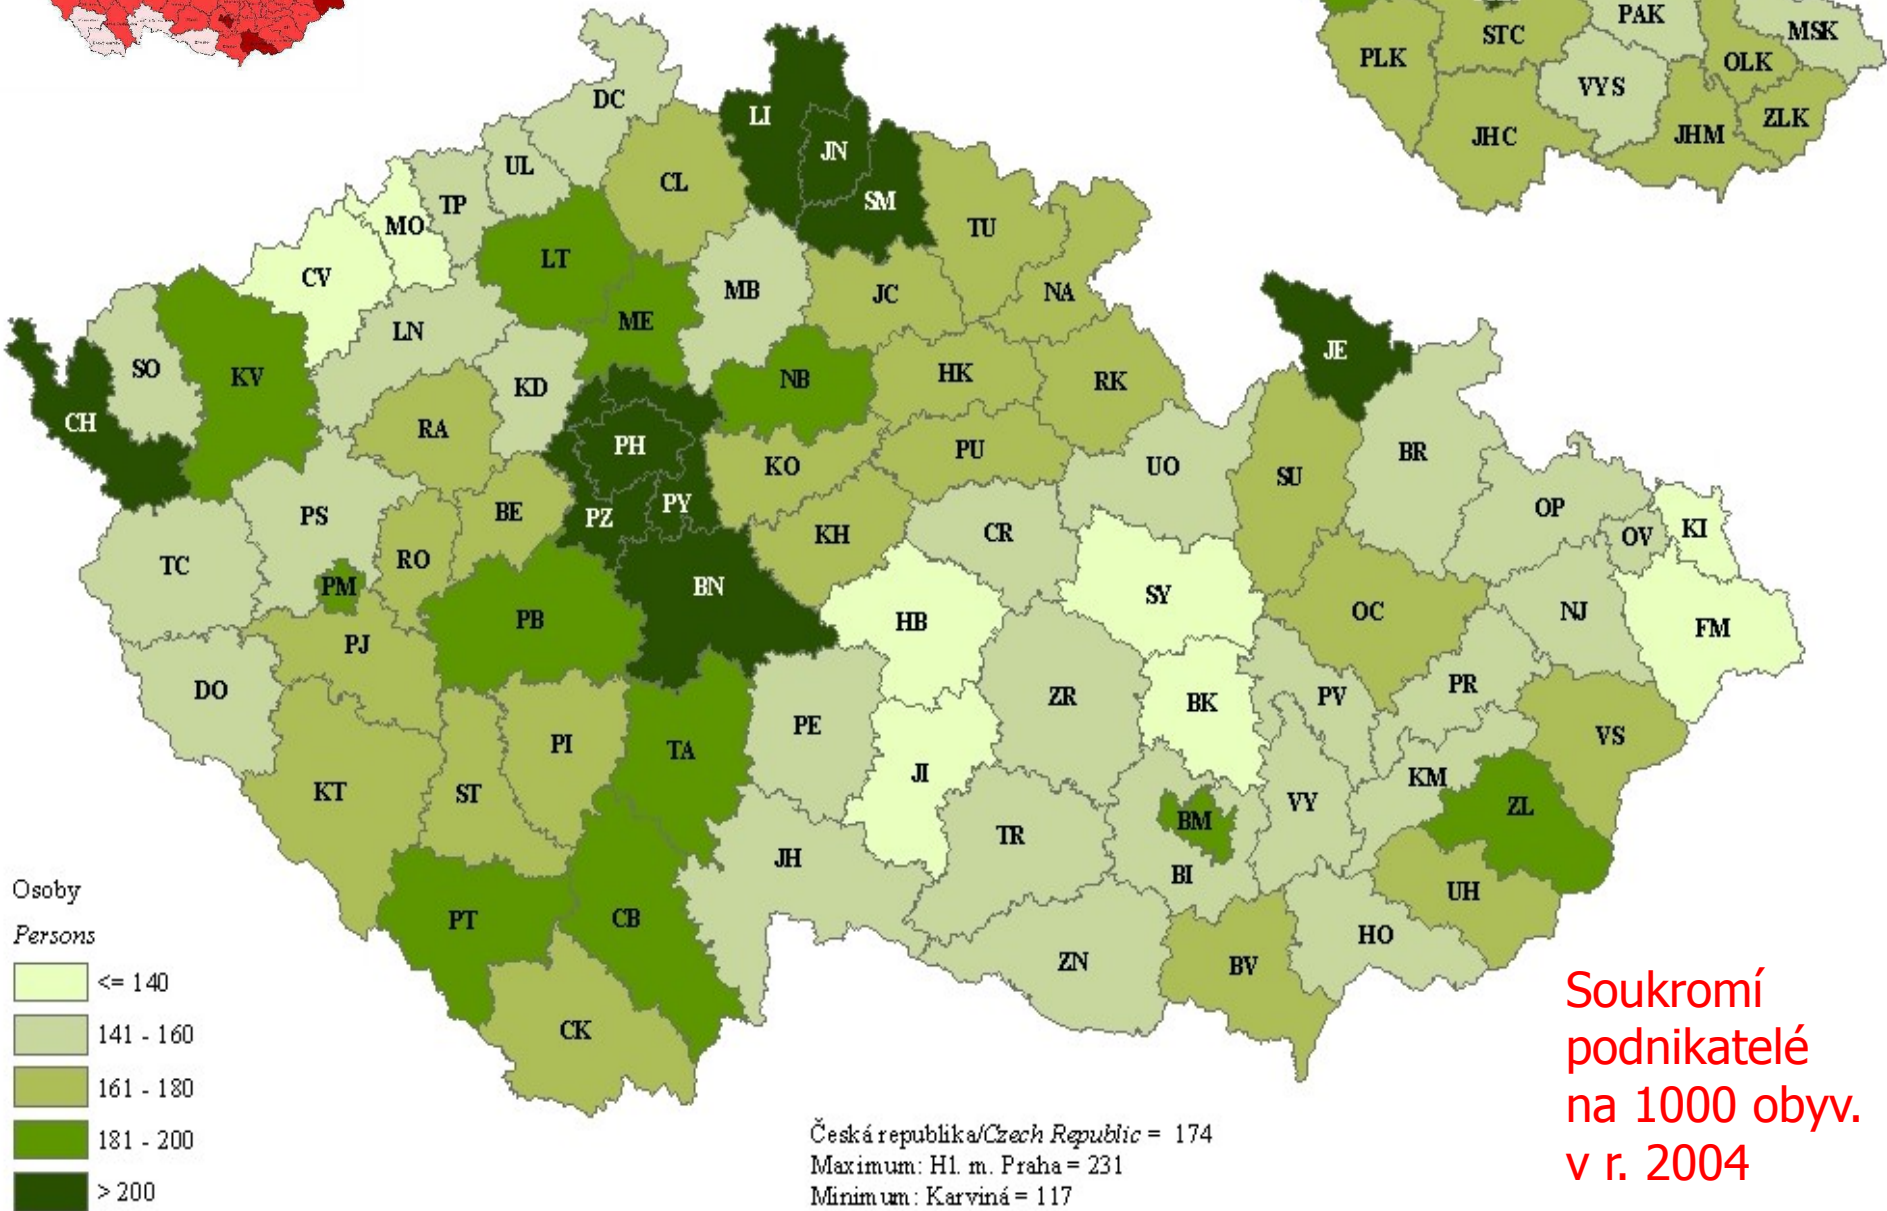 PAK
MSK
STC
PLK
OLK
VYS
ZLK
JHC
JHM
DC
LI
JN
UL
CL
SM
TP
MO
TU
LT
CV
MB
JC
NA
ME
LN
JE
SO
KV
KD
NB
HK
RK
CH
RA
PH
KO
PU
UO
SU
BR
PS
BE
PZ
PY
KH
CR
OP
OV
KI
TC
RO
PM
BN
SY
OC
NJ
FM
PB
HB
PJ
DO
ZR
BK
PV
PR
PE
PI
TA
VS
KT
ST
JI
KM
VY
ZL
BM
TR
JH
BI
UH
PT
CB
HO
ZN
BV
CK
Osoby
Persons
<= 140
141 - 160
161 - 180
181 - 200
> 200
Česká republika/Czech Republic = 174
Maximum: Hl. m. Praha = 231
Minimum: Karviná = 117
Soukromí
podnikatelé
na 1000 obyv.
v r. 2004